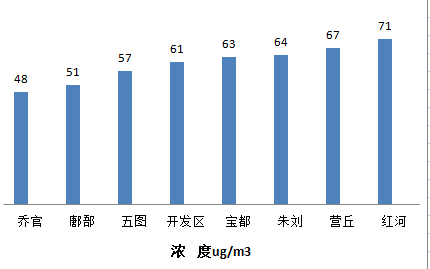 48 51 57 61 63 64 67 71
乔官 鄌郚 五图 开发区 宝都 朱刘 营丘 红河
浓 度ug/m3